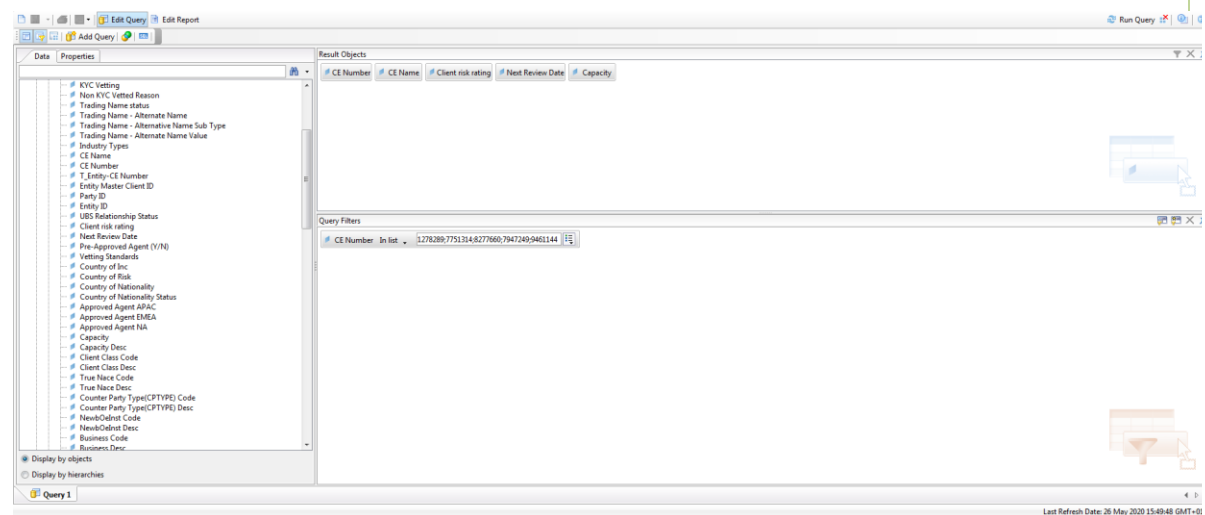 Edit Query Edit Report
Run Query
Add Query
Data Properties
Result Objects
CE Number CE Name Client risk rating Next Review Date Capacity
KYC Vetting
Non KYC Vetted Reason
Trading Name status
Trading Name - Alternate Name
Trading Name - Alternative Name Sub Type
Trading Name - Alternate Name Value
Industry Types
CE Name
CE Number
T_Entity-CE Number
Entity Master Client ID
Party ID
Entity ID
UBS Relationship Status
Client risk rating
Next Review Date
Pre-Approved Agent (Y/N)
Vetting Standards
Country of Inc
Country of Risk
Country of Nationality
Country of Nationality Status
Approved Agent APAC
Approved Agent EMEA
Approved Agent NA
Capacity
Capacity Desc
Client Class Code
Client Class Desc
True Nace Code
True Nace Desc
Counter Party Type(CPTYPE) Code
Counter Party Type(CPTYPE) Desc
NewbOeInst Code
NewbOeInst Desc
Business Code
Business Desc
Query Filters
CE Number In list 1278289;7751314;8277660;7947249;9461144
Display by objects
Display by hierarchies
Query 1
Last Refresh Date: 26 May 2020 15:49:48 GMT+01